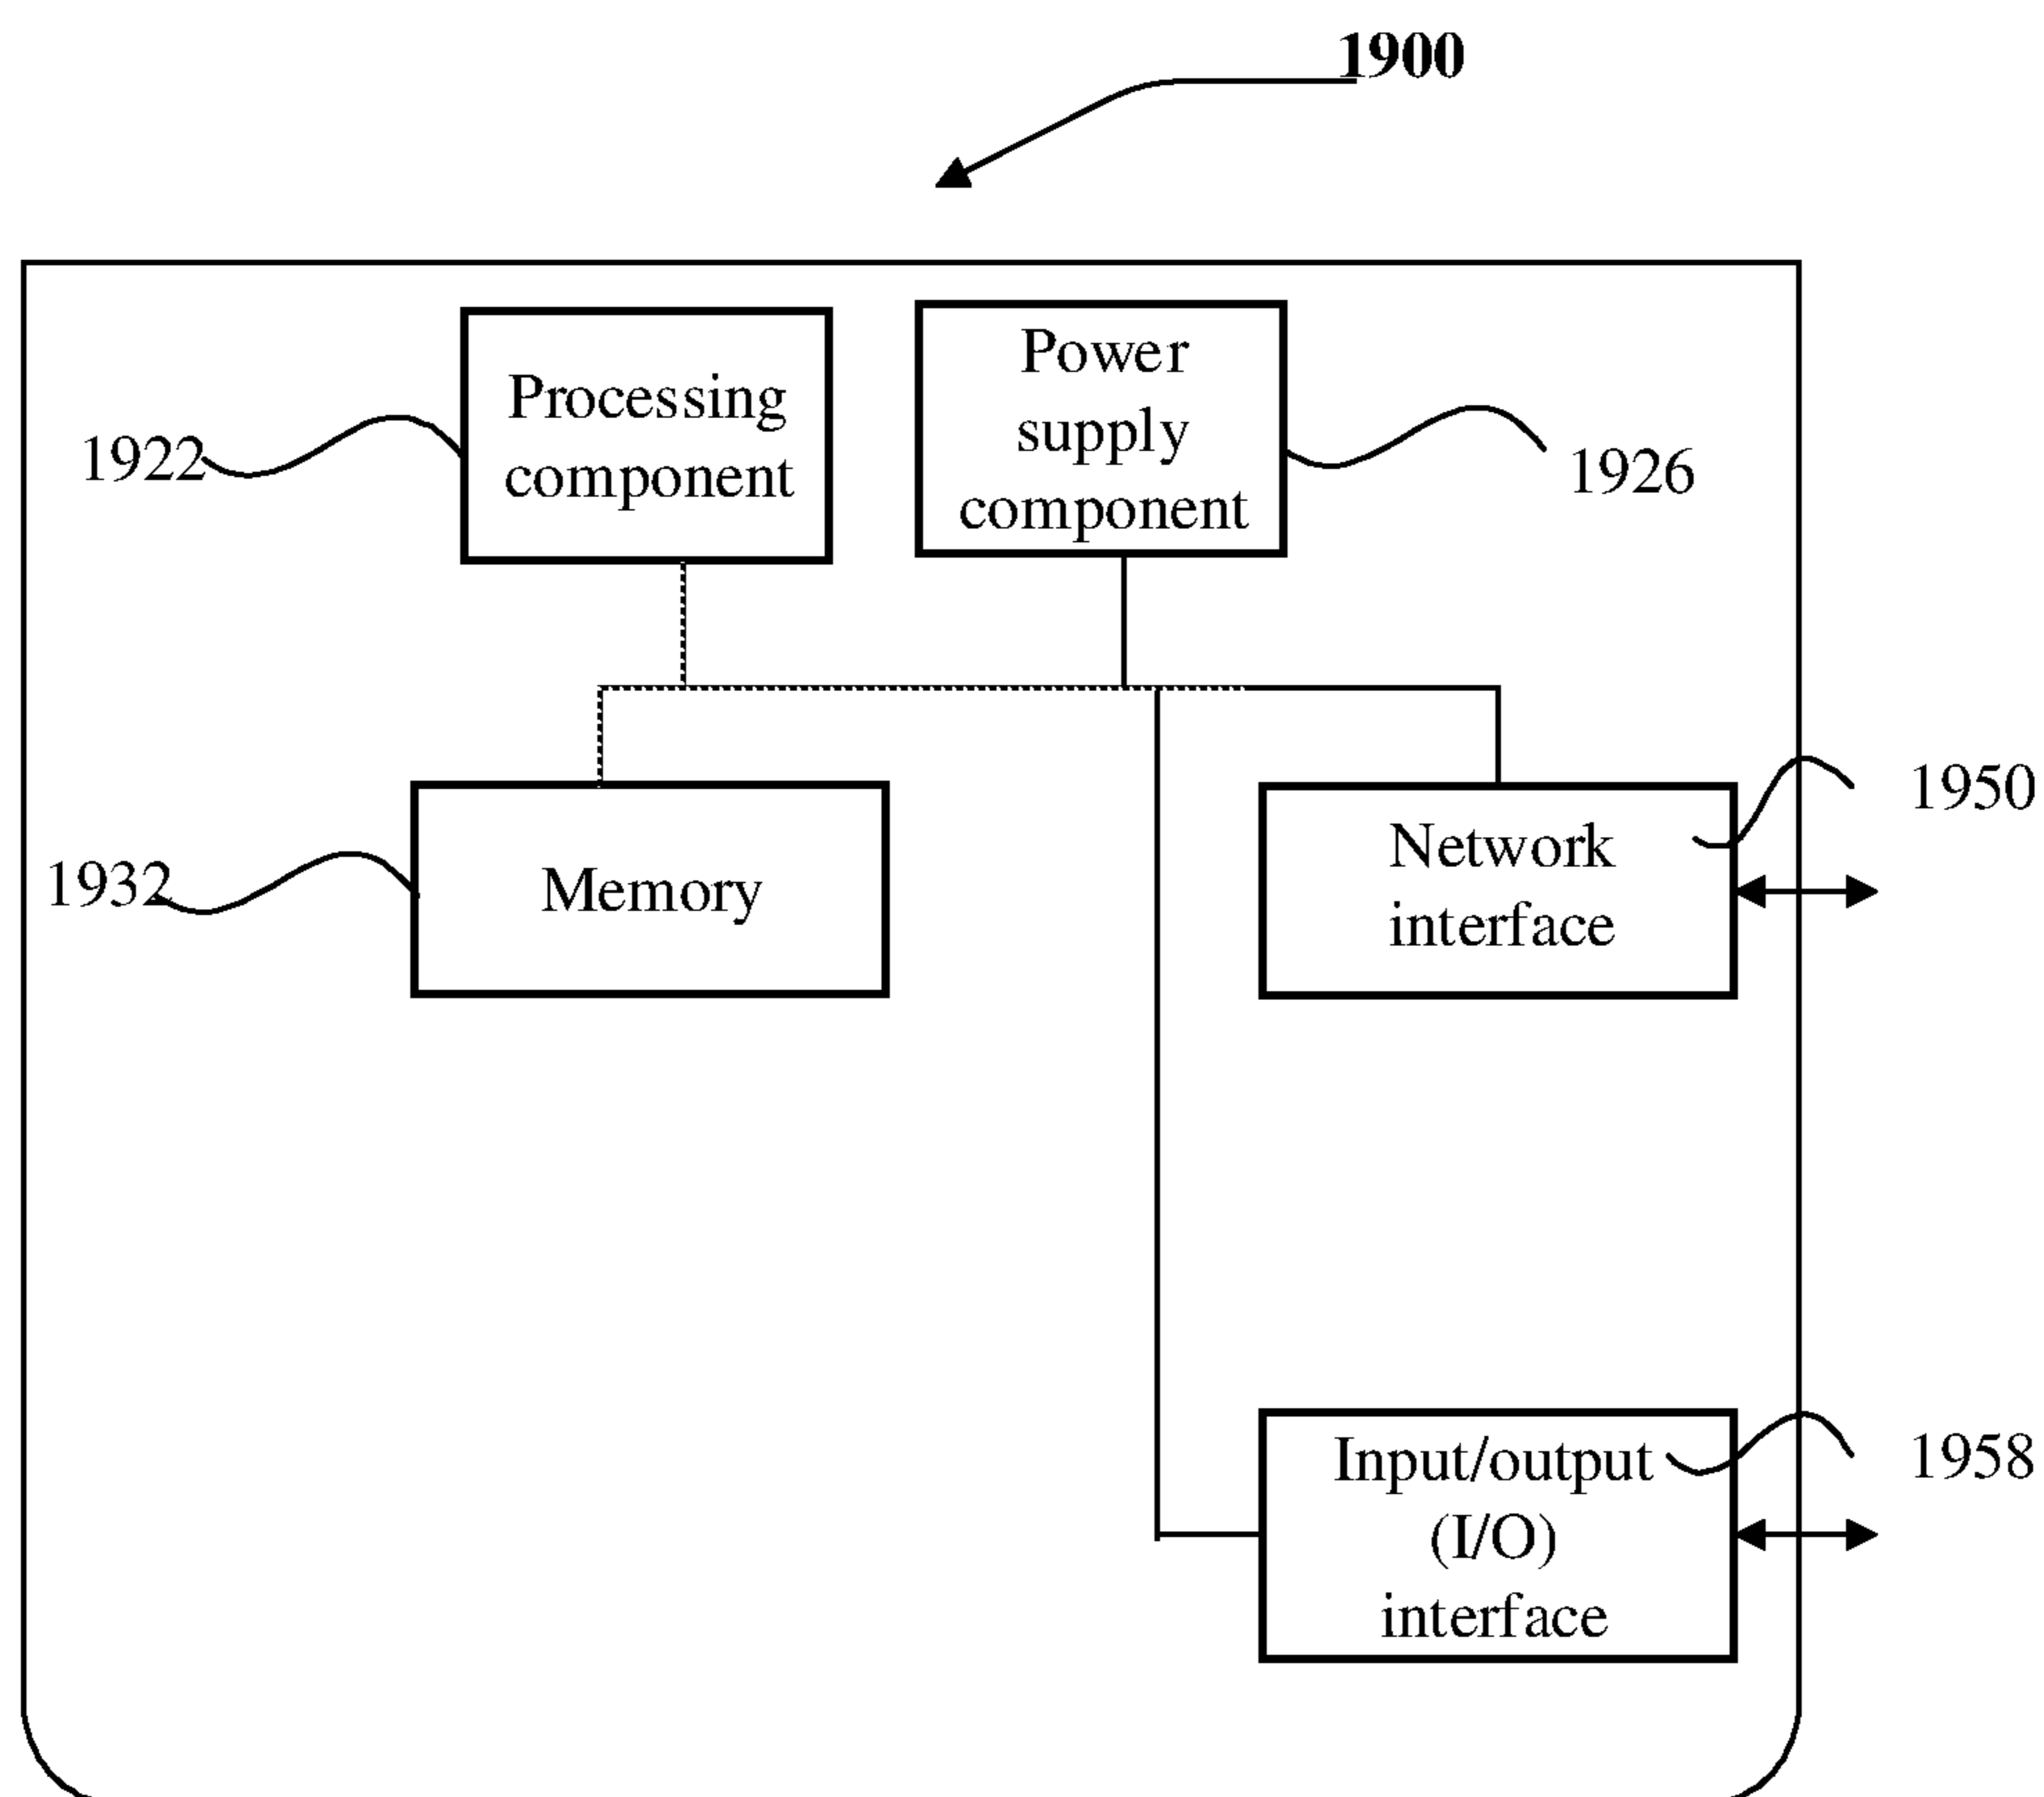 1900
Processing
component
Power
supply
component
1922
1926
Memory
1932
Network
interface
1950
Input/output
(I/O)
interface
1958